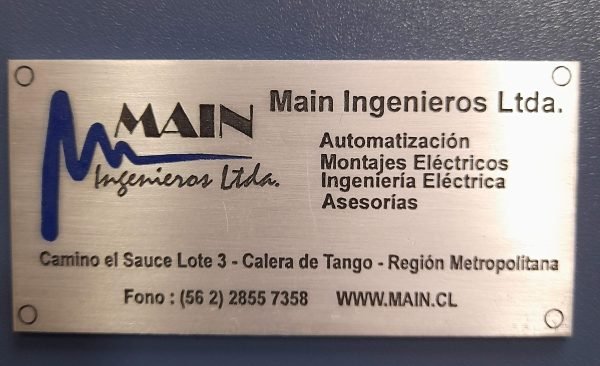 MAIN
Ingenieros Ltda.
Main Ingenieros Ltda.
Automatización
Montajes Eléctricos
Ingeniería Eléctrica
Asesorías
Camino el Sauce Lote 3 - Calera de Tango - Región Metropolitana
Fono : (56 2) 2855 7358 WWW.MAIN.CL